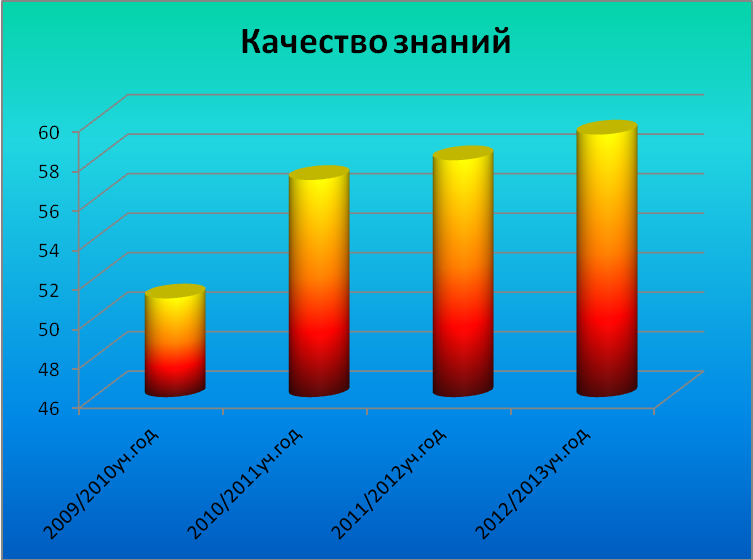 Качество знаний
60
58
56
54
52
50
48
46
2009/2010уч.год
2010/2011уч.год
2011/2012уч.год
2012/2013уч.год